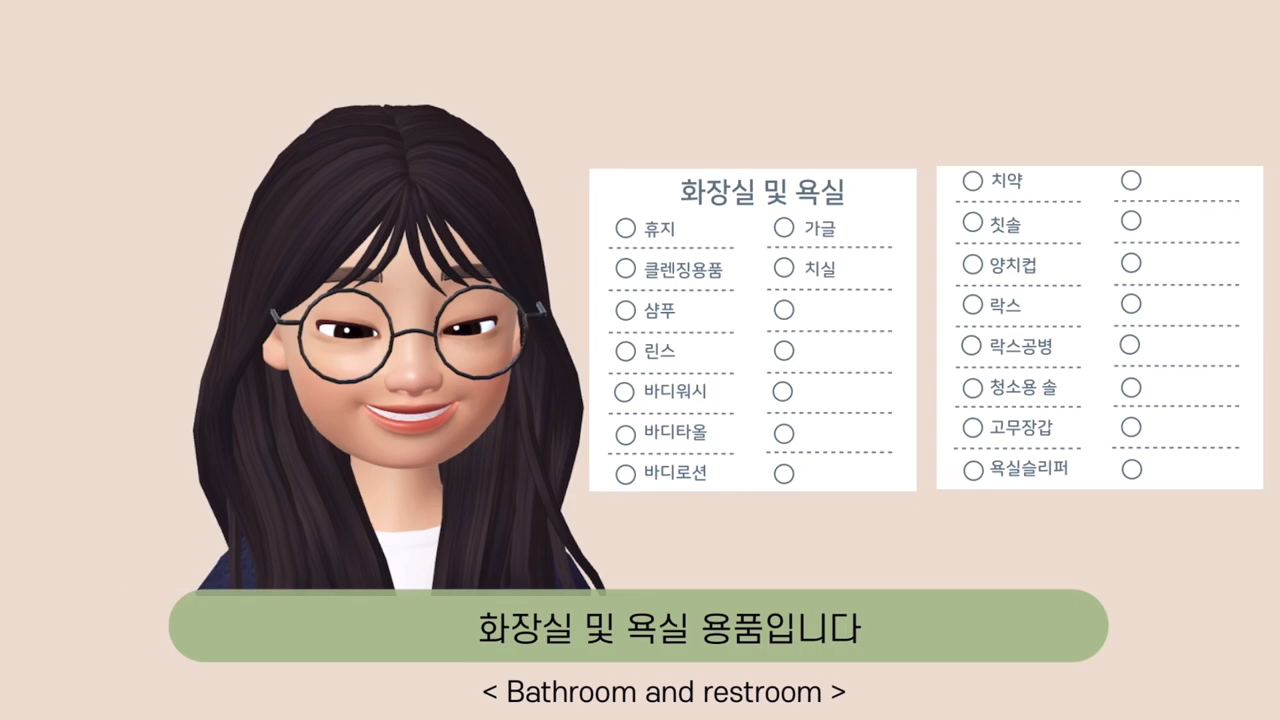 화장실 및 욕실
휴지
가글
클렌징용품
치실
샴푸
린스
바디워시
바디타올
바디로션
치약
칫솔
양치컵
락스
락스공병
청소용 솔
고무장갑
욕실슬리퍼
화장실 및 욕실 용품입니다
< Bathroom and restroom >